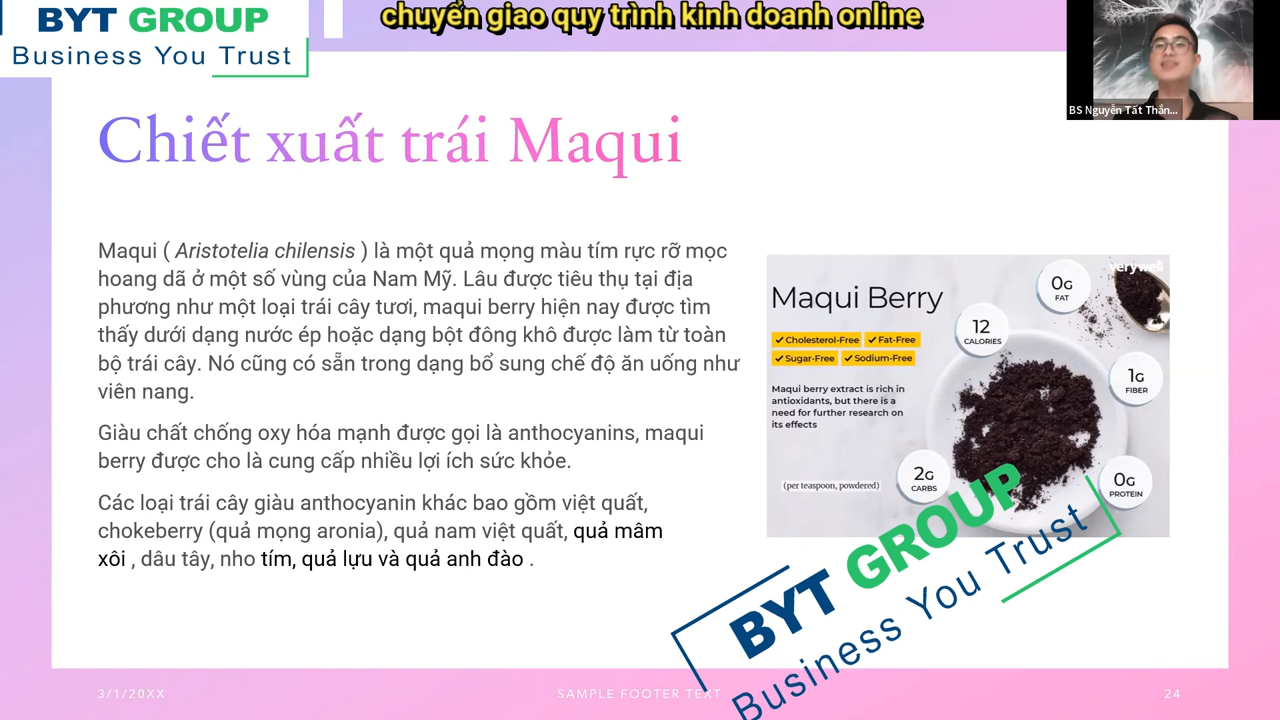 BYT GROUP
Business You Trust
chuyển giao quy trình kinh doanh online
BS Nguyễn Tất Thắn...
Chiết xuất trái Maqui
Maqui ( Aristotelia chilensis ) là một quả mọng màu tím rực rỡ mọc
hoang dã ở một số vùng của Nam Mỹ. Lâu được tiêu thụ tại địa
phương như một loại trái cây tươi, maqui berry hiện nay được tìm
thấy dưới dạng nước ép hoặc dạng bột đông khô được làm từ toàn
bộ trái cây. Nó cũng có sẵn trong dạng bổ sung chế độ ăn uống như
viên nang.
Giàu chất chống oxy hóa mạnh được gọi là anthocyanins, maqui
berry được cho là cung cấp nhiều lợi ích sức khỏe.
Các loại trái cây giàu anthocyanin khác bao gồm việt quất,
chokeberry (quả mọng aronia), quả nam việt quất, quả mâm
xôi , dâu tây, nho tím, quả lựu và quả anh đào .
verywell
Maqui Berry
Cholesterol-Free Fat-Free
Sugar-Free Sodium-Free
Maqui berry extract is rich in
antioxidants, but there is a
need for further research on
its effects
(per teaspoon, powdered)
0G
FAT
12
CALORIES
1G
FIBER
2G
CARBS
0G
PROTEIN
BYT GROUP
Business You Trust
3/1/20XX
SAMPLE FOOTER TEXT
24